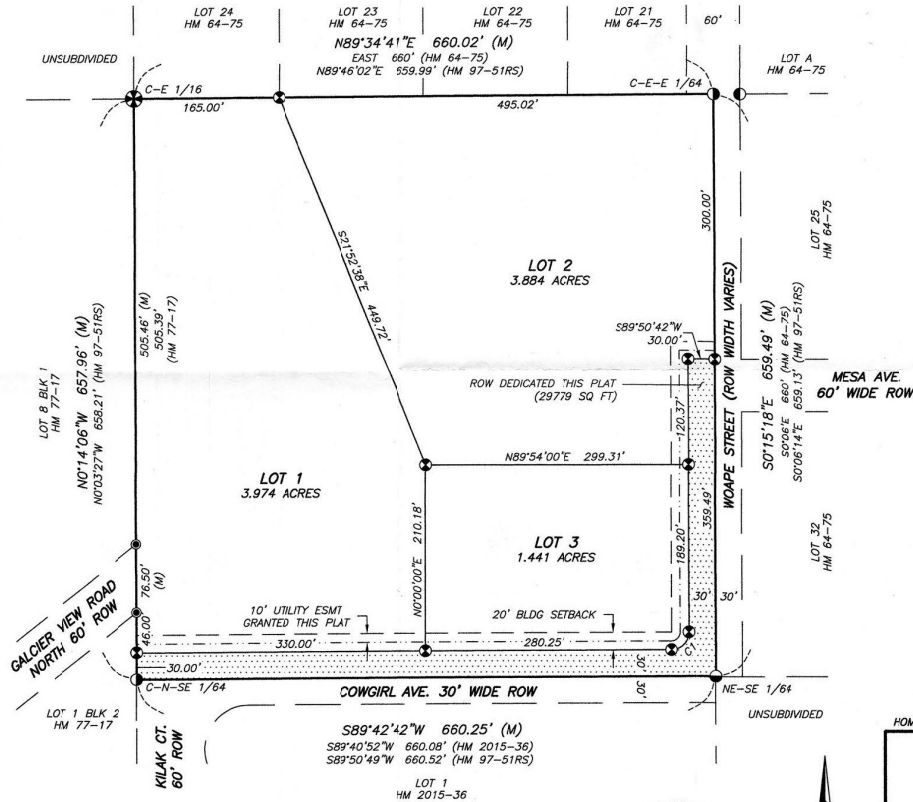 LOT 24
HM 64-75
LOT 23
HM 64-75
LOT 22
HM 64-75
LOT 21
HM 64-75
60'
N89°34'41"E 660.02' (M)
EAST 660' (HM 64-75)
N89°46'02"E 659.99' (HM 97-51RS)
UNSUBDIVIDED
LOT A
HM 64-75
C-E 1/16
C-E-E 1/64
165.00'
495.02'
300.00'
S21°52'38"E 449.72'
LOT 2
3.884 ACRES
LOT 25
HM 64-75
N0°14'06"W 657.96' (M)
N0°03'27"W 658.21' (HM 97-51RS)
505.46' (M)
505.39'
(HM 77-17)
LOT 8 BLK 1
HM 77-17
S89°50'42"W
30.00'
ROW DEDICATED THIS PLAT
(29779 SQ FT)
WOAPE STREET (ROW WIDTH VARIES)
S0°15'18"E 659.49' (M)
S0°06'E 660' (HM 64-75)
S0°06'14"E 659.13' (HM 97-51RS)
MESA AVE.
60' WIDE ROW
120.37'
N89°54'00"E 299.31'
LOT 1
3.974 ACRES
N0°00'00"E 210.18'
LOT 3
1.441 ACRES
189.20'
359.49'
LOT 32
HM 64-75
76.50'
(M)
10' UTILITY ESMT
GRANTED THIS PLAT
20' BLDG SETBACK
30'
30'
GALCIER VIEW ROAD
NORTH 60' ROW
46.00'
330.00'
280.25'
C1
30.00'
30'
30'
C-N-SE 1/64
COWGIRL AVE. 30' WIDE ROW
NE-SE 1/64
LOT 1 BLK 2
HM 77-17
KILAK CT.
60' ROW
S89°42'42"W 660.25' (M)
S89°40'52"W 660.08' (HM 2015-36)
S89°50'49"W 660.52' (HM 97-51RS)
UNSUBDIVIDED
LOT 1
HM 2015-36
HOM